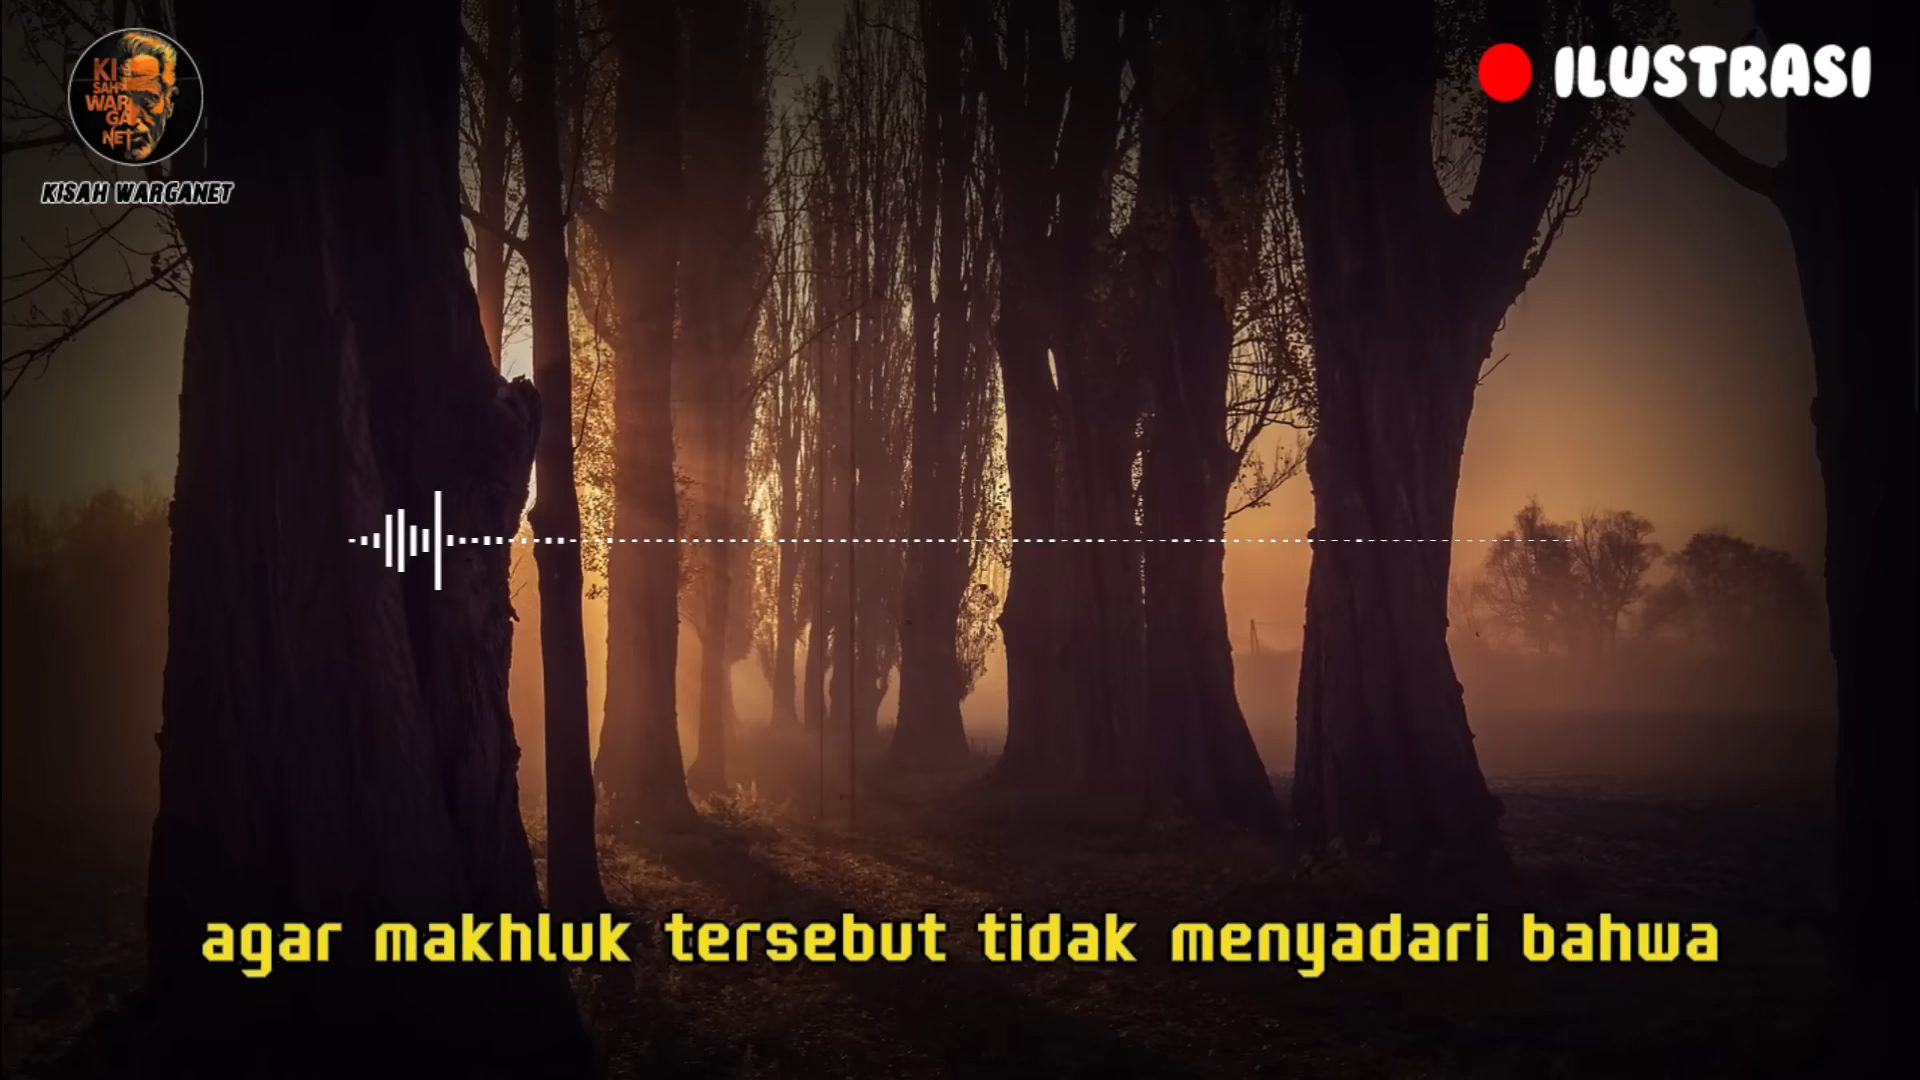 KI
SAH
WAR
GA
NET
KISAH WARGANET
ILUSTRASI
agar makhluk tersebut tidak menyadari bahwa